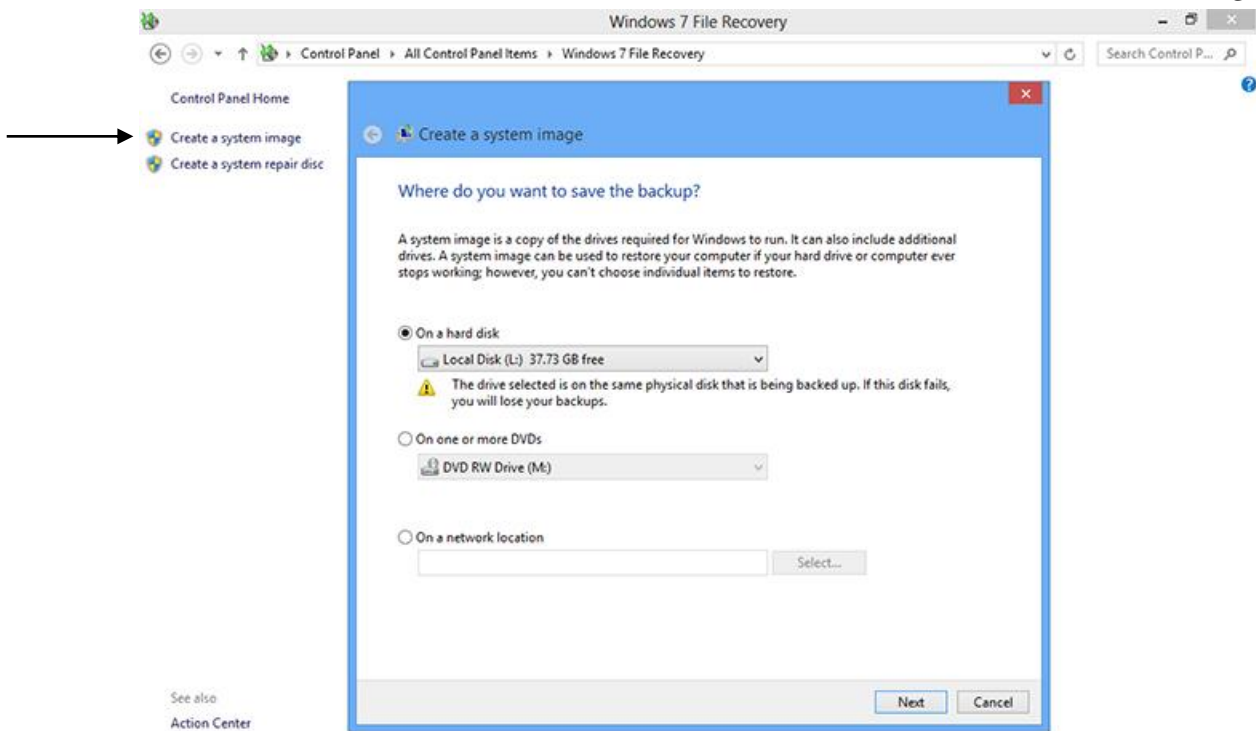 Windows 7 File Recovery
Control Panel ▸ All Control Panel Items ▸ Windows 7 File Recovery
Search Control P...
Control Panel Home
Create a system image
Create a system repair disc
Create a system image
Where do you want to save the backup?
A system image is a copy of the drives required for Windows to run. It can also include additional
drives. A system image can be used to restore your computer if your hard drive or computer ever
stops working; however, you can't choose individual items to restore.
On a hard disk
Local Disk (L:) 37.73 GB free
The drive selected is on the same physical disk that is being backed up. If this disk fails,
you will lose your backups.
On one or more DVDs
DVD RW Drive (M:)
On a network location
Select...
See also
Action Center
Next Cancel